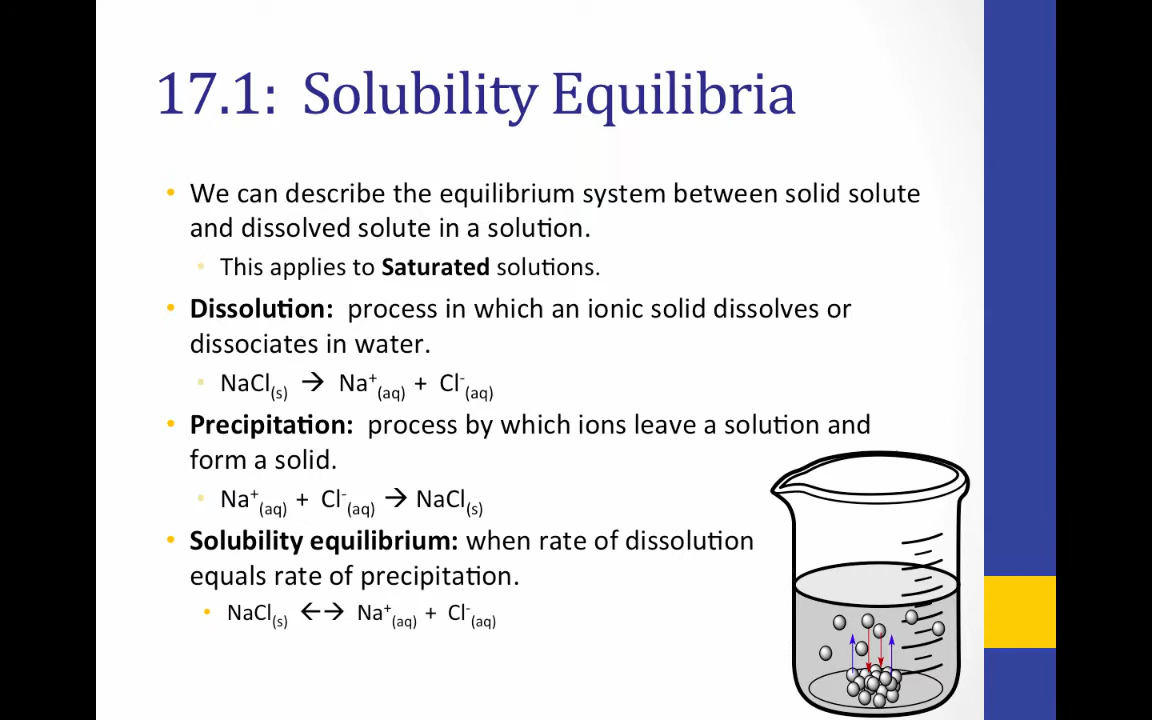 17.1: Solubility Equilibria
• We can describe the equilibrium system between solid solute
and dissolved solute in a solution.
• This applies to Saturated solutions.
• Dissolution: process in which an ionic solid dissolves or
dissociates in water.
• NaCl(s) → Na⁺(aq) + Cl⁻(aq)
• Precipitation: process by which ions leave a solution and
form a solid.
• Na⁺(aq) + Cl⁻(aq) → NaCl(s)
• Solubility equilibrium: when rate of dissolution
equals rate of precipitation.
• NaCl(s) ←→ Na⁺(aq) + Cl⁻(aq)